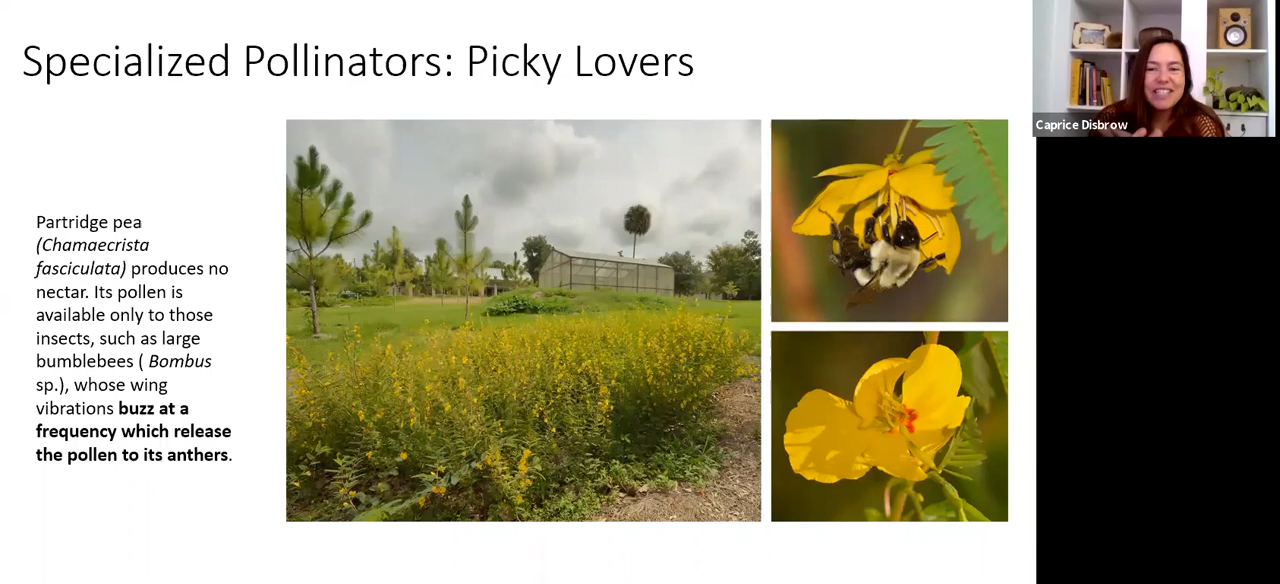 Specialized Pollinators: Picky Lovers
Caprice Disbrow
Partridge pea
(Chamaecrista
fasciculata) produces no
nectar. Its pollen is
available only to those
insects, such as large
bumblebees ( Bombus
sp.), whose wing
vibrations buzz at a
frequency which release
the pollen to its anthers.